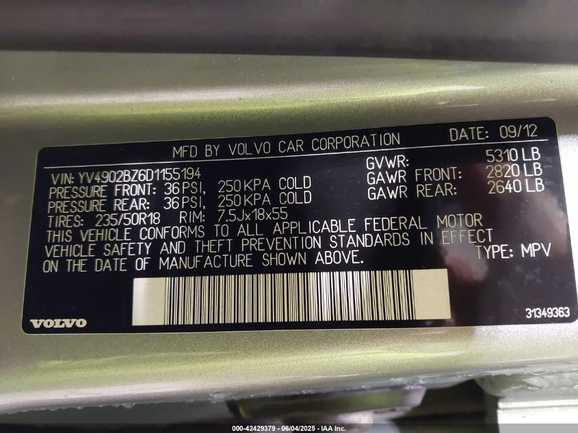 MFD BY VOLVO CAR CORPORATION DATE: 09/12
VIN: YV4902BZ6D1155194 GVWR: 5310 LB
PRESSURE FRONT: 36 PSI, 250 KPA COLD GAWR FRONT: 2820 LB
PRESSURE REAR: 36 PSI, 250 KPA COLD GAWR REAR: 2640 LB
TIRES: 235/50R18 RIM: 7.5Jx18x55
THIS VEHICLE CONFORMS TO ALL APPLICABLE FEDERAL MOTOR
VEHICLE SAFETY AND THEFT PREVENTION STANDARDS IN EFFECT
ON THE DATE OF MANUFACTURE SHOWN ABOVE. TYPE: MPV
VOLVO 31349363
000-42429379 - 06/04/2025 - IAA Inc.